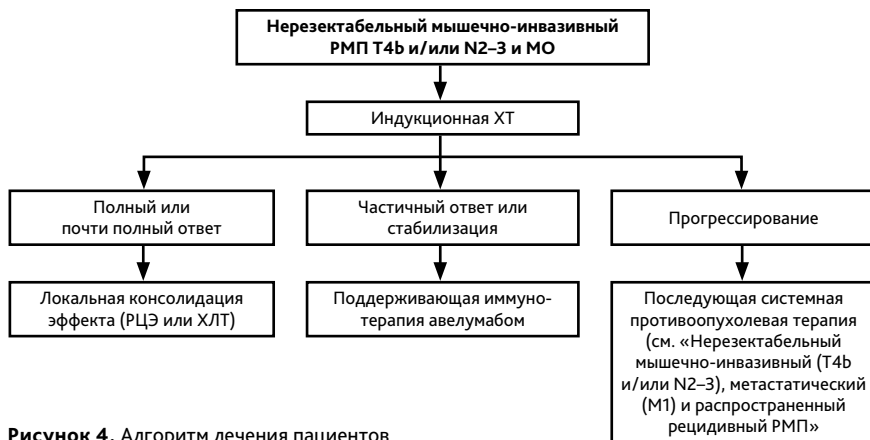 Нерезектабельный мышечно-инвазивный
РМП T4b и/или N2–3 и МО
Индукционная ХТ
Полный или
почти полный ответ
Частичный ответ или
стабилизация
Прогрессирование
Локальная консолидация
эффекта (РЦЭ или ХЛТ)
Поддерживающая иммуно-
терапия авелумабом
Последующая системная
противоопухолевая терапия
(см. «Нерезектабельный
мышечно-инвазивный (T4b
и/или N2–3), метастатический
(M1) и распространенный
рецидивный РМП»
Рисунок 4. Алгоритм лечения пациентов